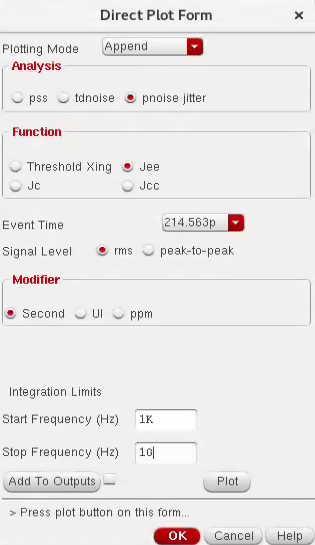 Direct Plot Form ×
Plotting Mode Append
Analysis
pss tdnoise pnoise jitter
Function
Threshold Xing Jee
Jc Jcc
Event Time 214.563p
Signal Level rms peak-to-peak
Modifier
Second UI ppm
Integration Limits
Start Frequency (Hz) 1K
Stop Frequency (Hz) 1G
Add To Outputs Plot
> Press plot button on this form...
OK Cancel Help